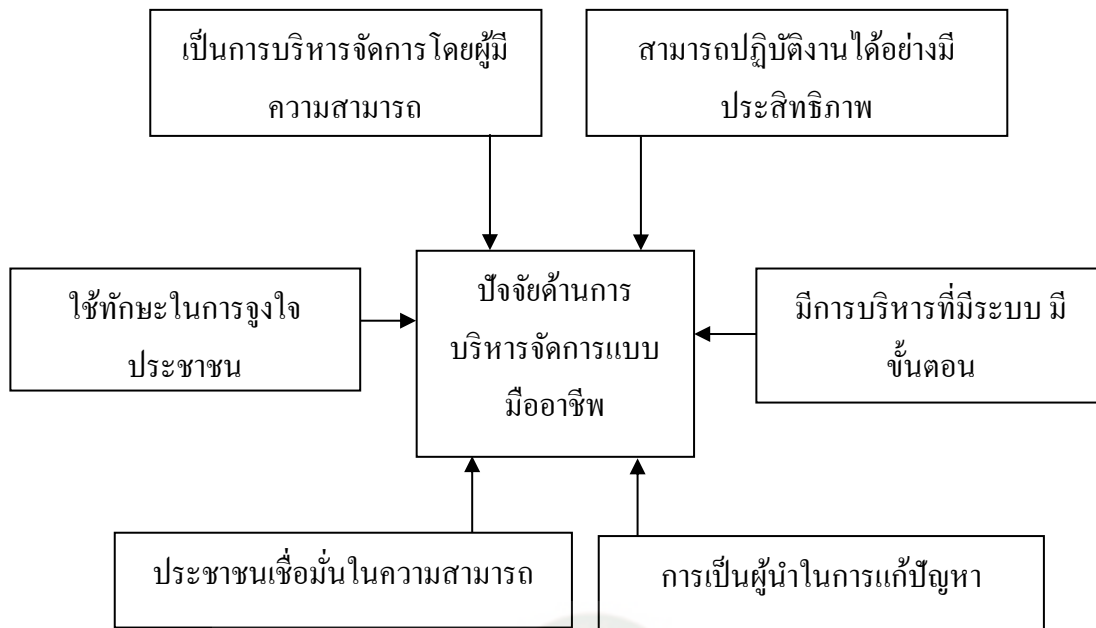 เป็นการบริหารจัดการโดยผู้มี
ความสามารถ
สามารถปฏิบัติงานได้อย่างมี
ประสิทธิภาพ
ใช้ทักษะในการจูงใจ
ประชาชน
ปัจจัยด้านการ
บริหารจัดการแบบ
มืออาชีพ
มีการบริหารที่มีระบบ มี
ขั้นตอน
ประชาชนเชื่อมั่นในความสามารถ
การเป็นผู้นำในการแก้ปัญหา